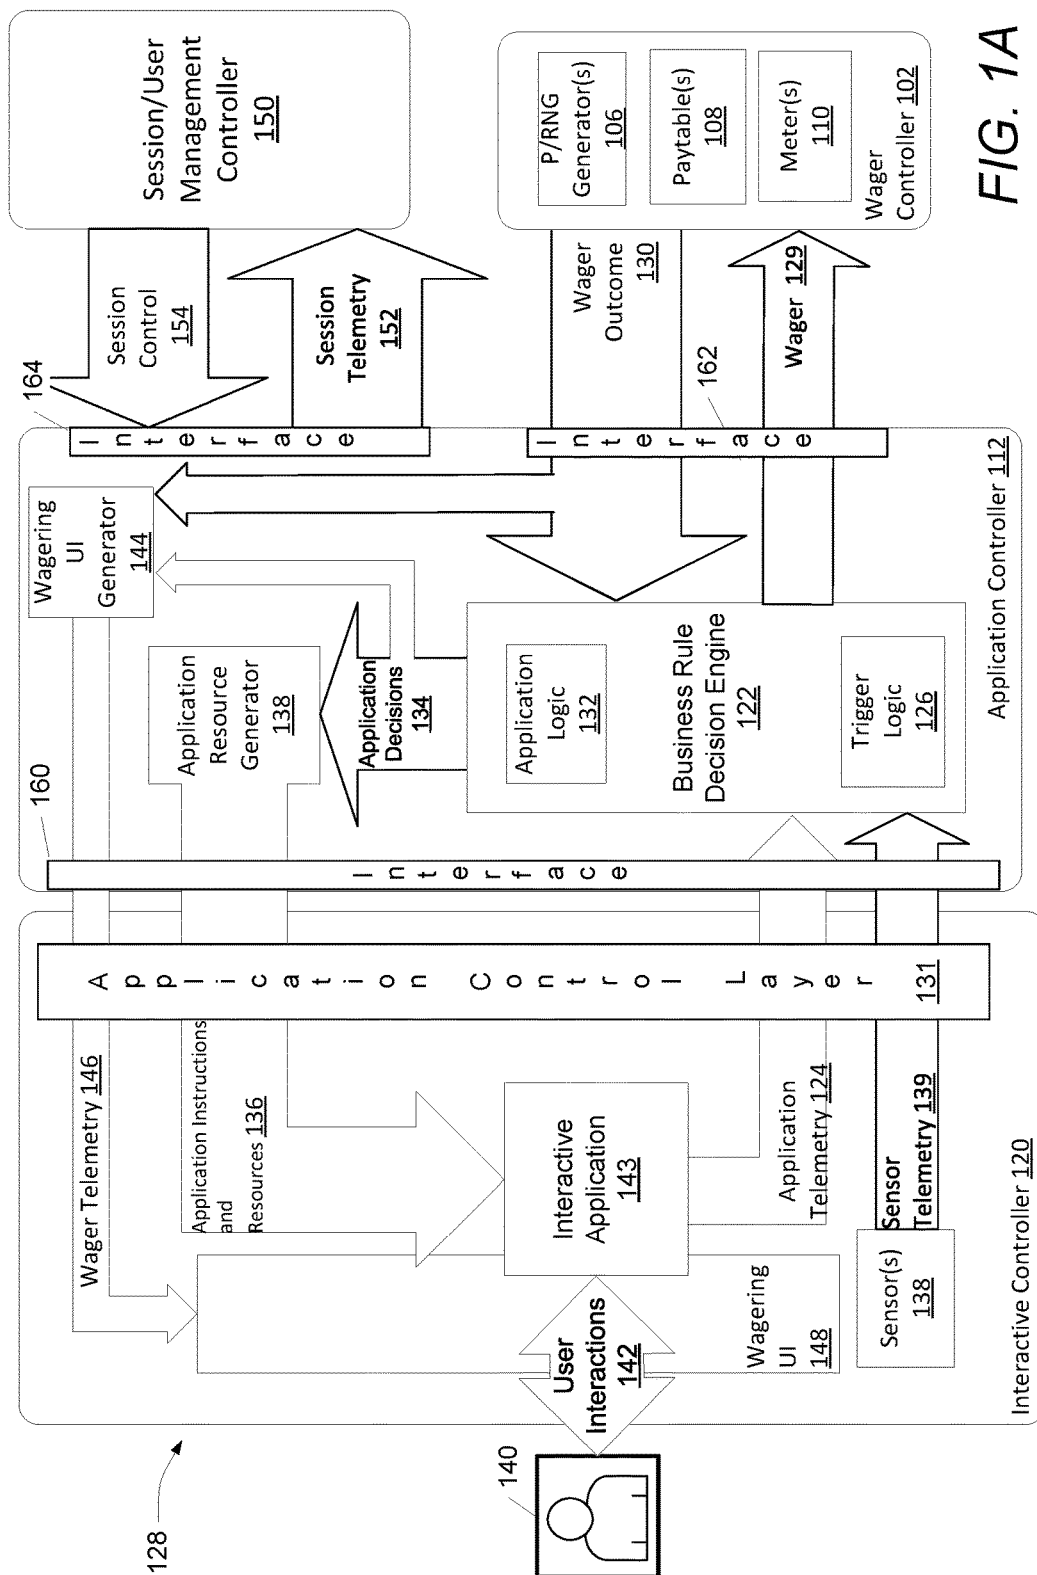 128
140
Wager Telemetry 146
Application Instructions
and
Resources 136
User
Interactions
142
Interactive
Application
143
Wagering
UI
148
Application
Telemetry 124
Sensor(s)
138
Sensor
Telemetry 139
Interactive Controller 120
Application Control Layer 131
160
Interface
Wagering
UI
Generator
144
Application
Resource
Generator
138
Application
Decisions
134
Application
Logic
132
Business Rule
Decision Engine
122
Trigger
Logic
126
Application Controller 112
164
Interface
Interface
162
Session
Control
154
Session
Telemetry
152
Wager
Outcome
130
Wager 129
Session/User
Management
Controller
150
P/RNG
Generator(s)
106
Paytable(s)
108
Meter(s)
110
Wager
Controller 102
FIG. 1A